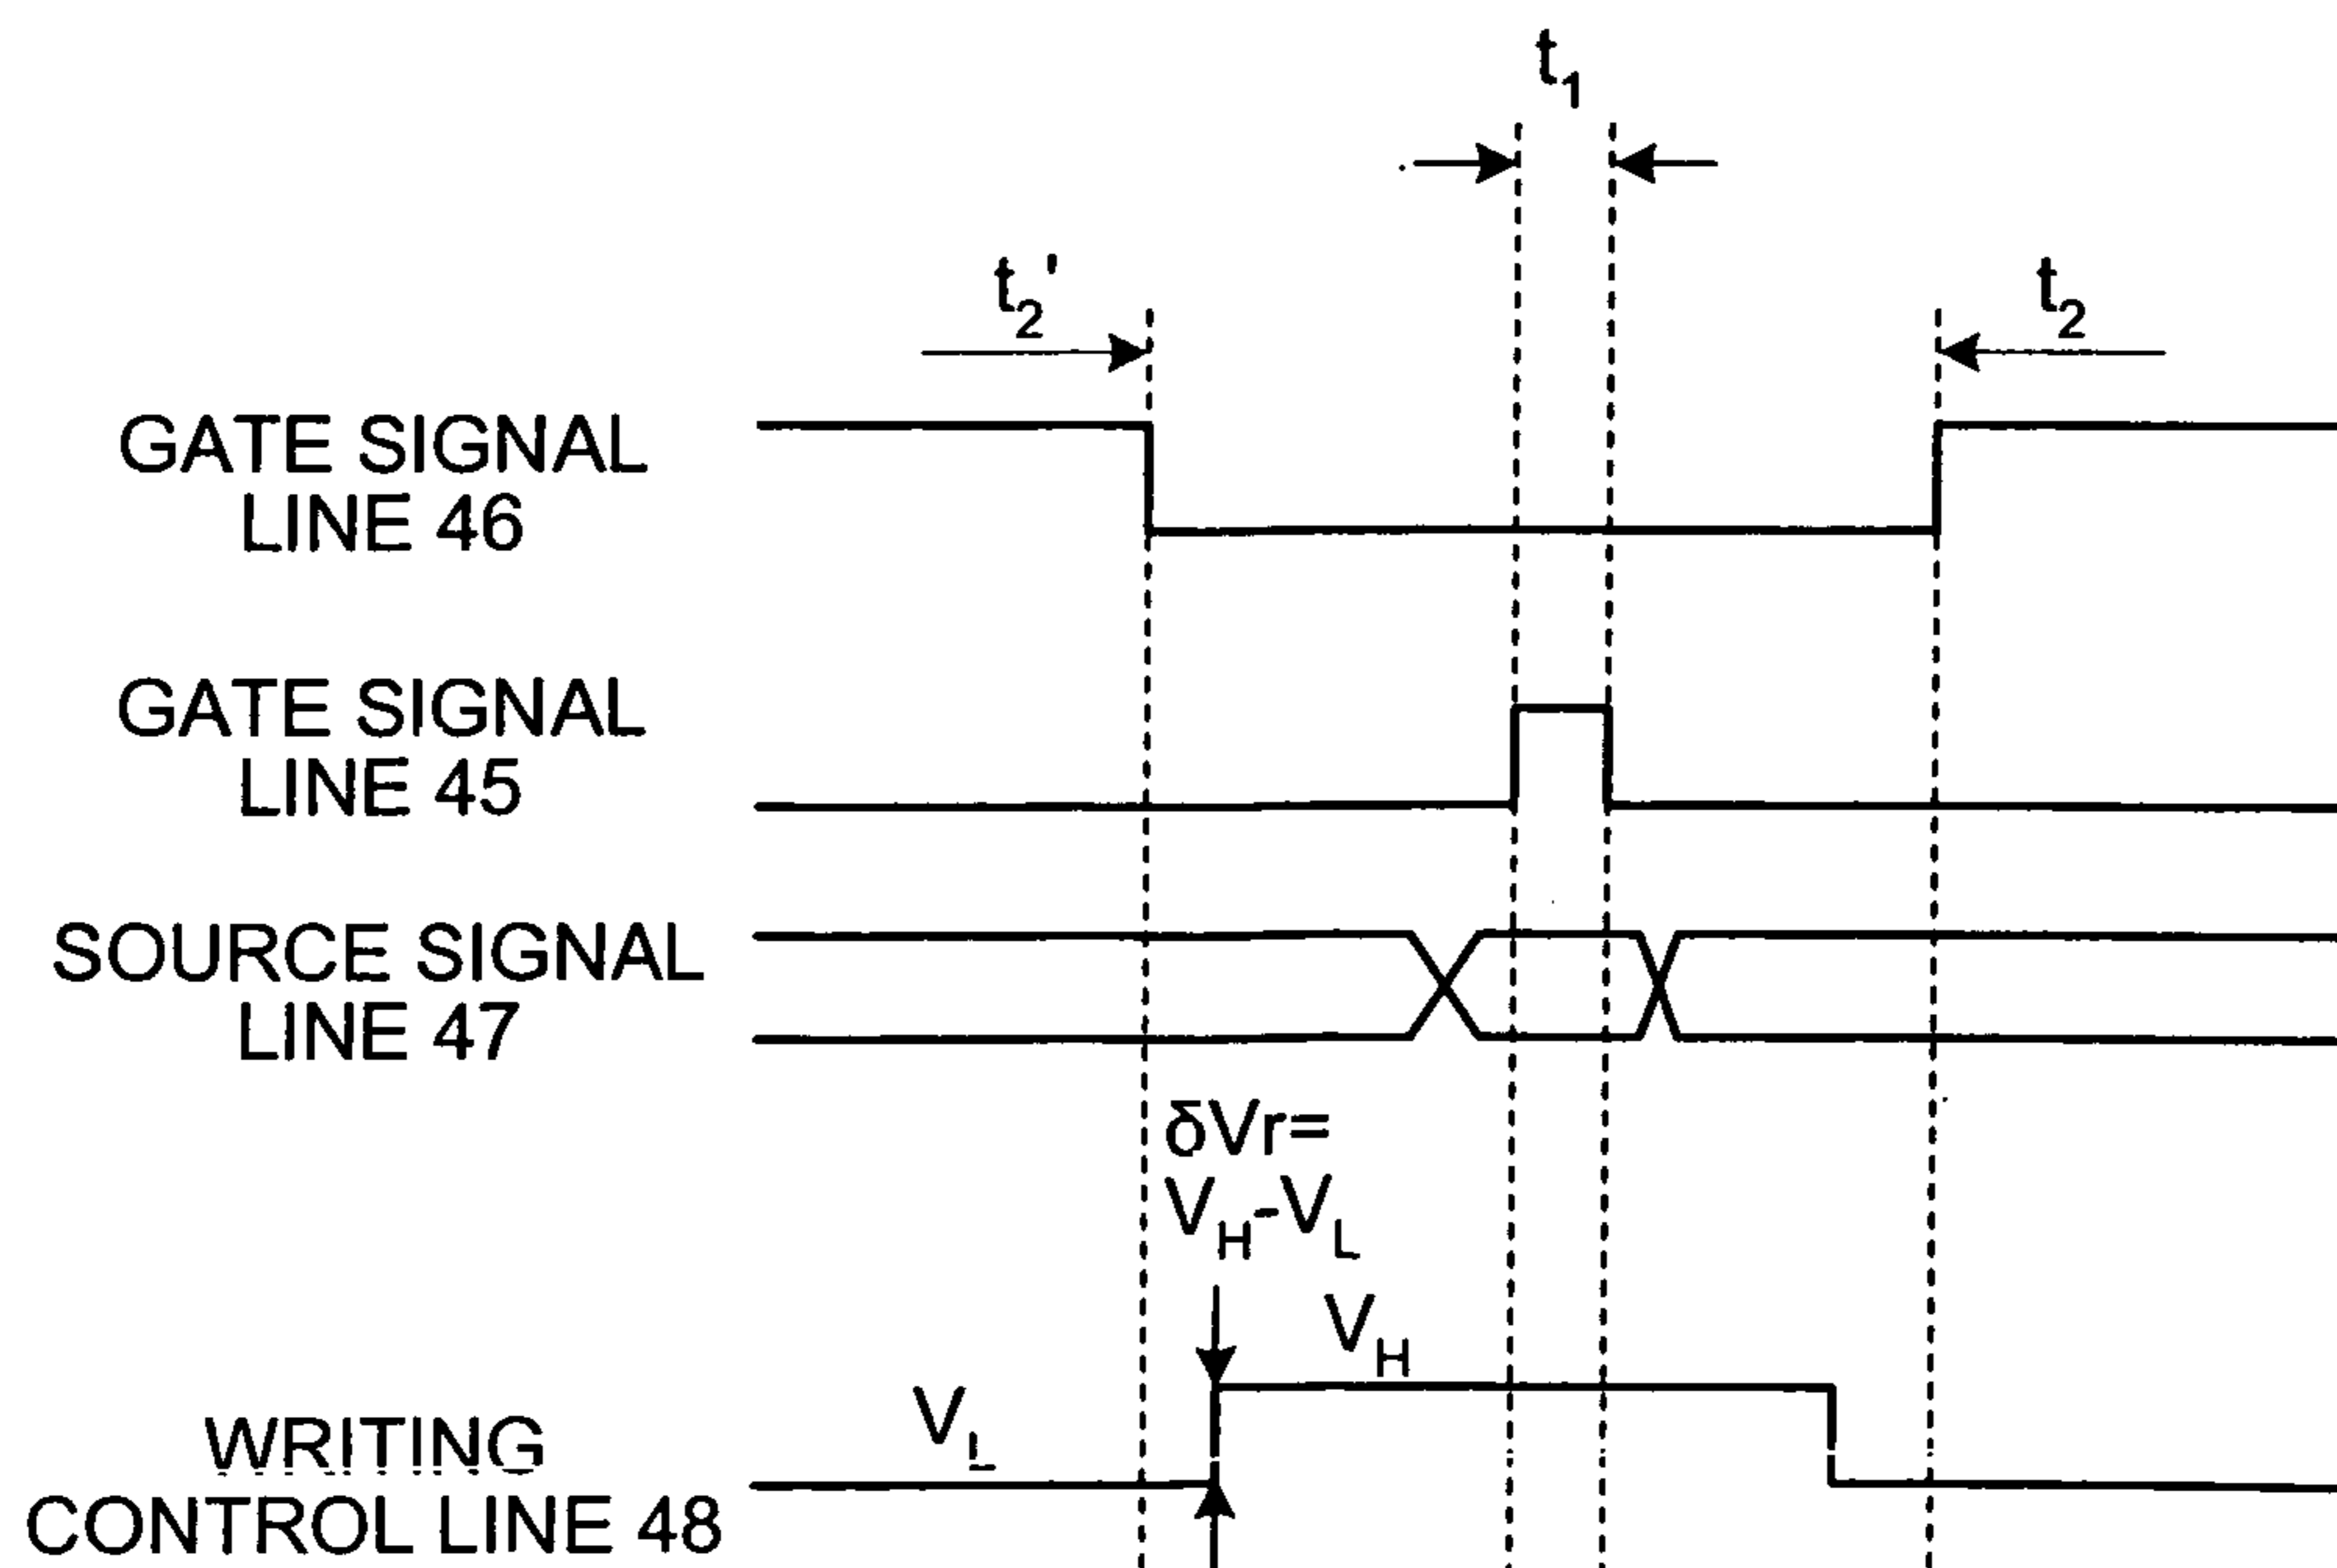 t1
t2'
t2
GATE SIGNAL
LINE 46
GATE SIGNAL
LINE 45
SOURCE SIGNAL
LINE 47
δVr=
VH-VL
VH
VL
WRITING
CONTROL LINE 48